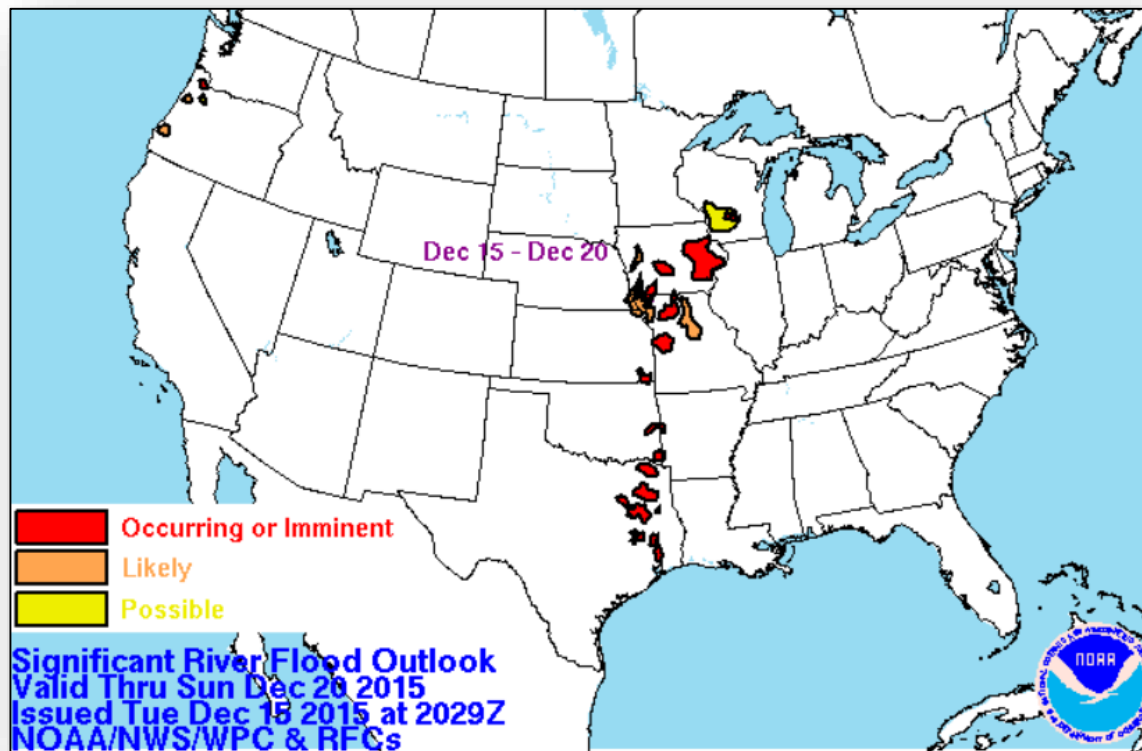 Dec 15 - Dec 20
Occurring or Imminent
Likely
Possible
Significant River Flood Outlook
Valid Thru Sun Dec 20 2015
Issued Tue Dec 15 2015 at 2029Z
NOAA/NWS/WPC & RFCs
NOAA